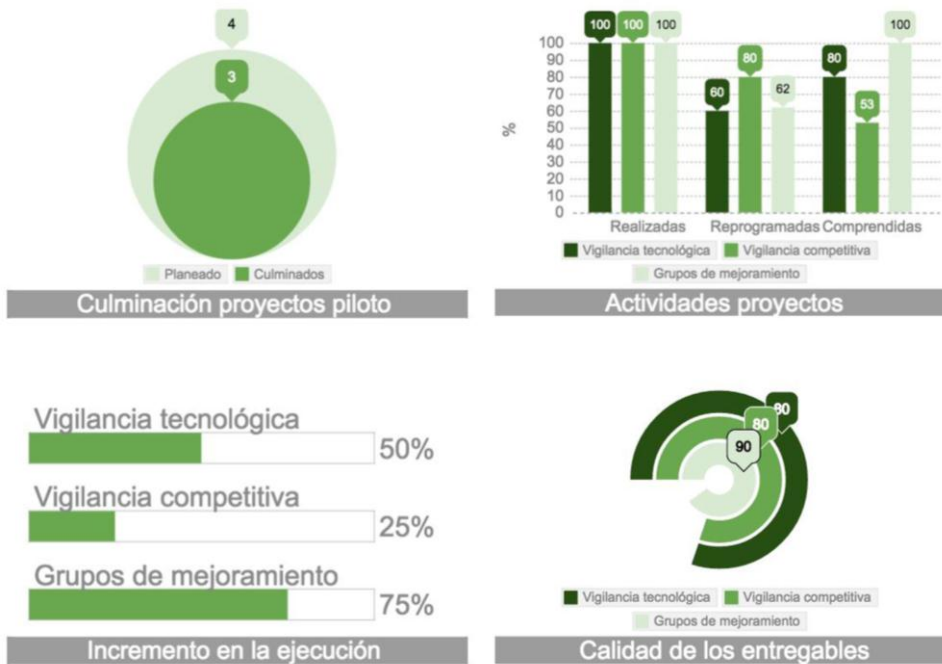 4
3
Planeado Culminados
Culminación proyectos piloto
100 100 100 60 80 62 80 53 100
100
90
80
70
60
50
40
30
20
10
0
%
Realizadas Reprogramadas Comprendidas
Vigilancia tecnológica Vigilancia competitiva
Grupos de mejoramiento
Actividades proyectos
Vigilancia tecnológica
50%
Vigilancia competitiva
25%
Grupos de mejoramiento
75%
Incremento en la ejecución
80
80
90
Vigilancia tecnológica Vigilancia competitiva
Grupos de mejoramiento
Calidad de los entregables